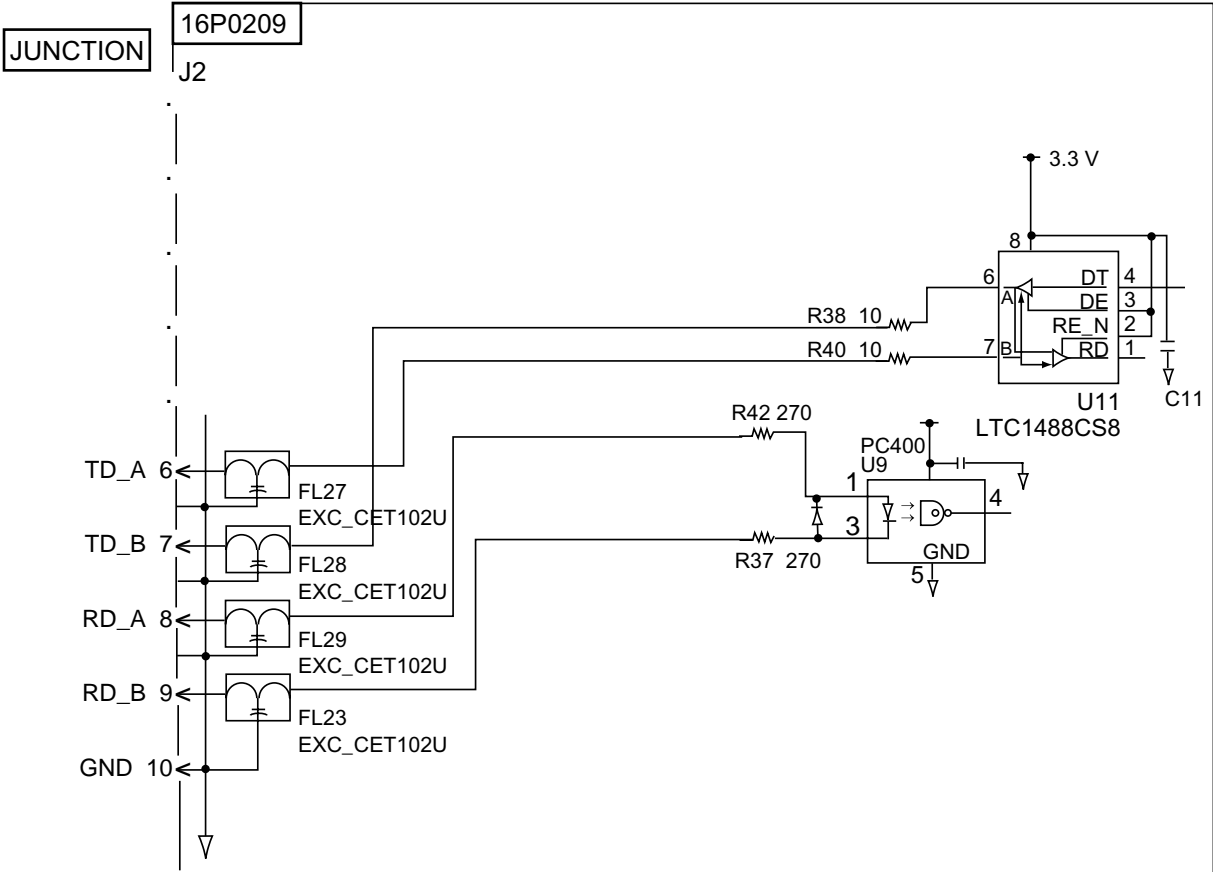 16P0209
JUNCTION
J2
3.3 V
8
6 DT 4
A DE 3
R38 10 RE_N 2
R40 10 7 B RD 1
U11 C11
LTC1488CS8
R42 270
PC400
U9
1 4
3
R37 270 GND
5
TD_A 6
FL27
EXC_CET102U
TD_B 7
FL28
EXC_CET102U
RD_A 8
FL29
EXC_CET102U
RD_B 9
FL23
EXC_CET102U
GND 10